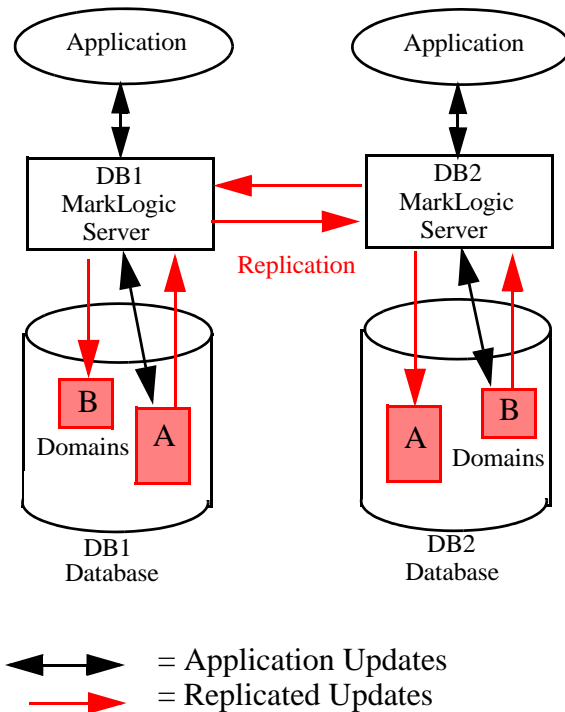 Application
Application
DB1
MarkLogic
Server
DB2
MarkLogic
Server
Replication
B
A
Domains
A
B
Domains
DB1
Database
DB2
Database
= Application Updates
= Replicated Updates